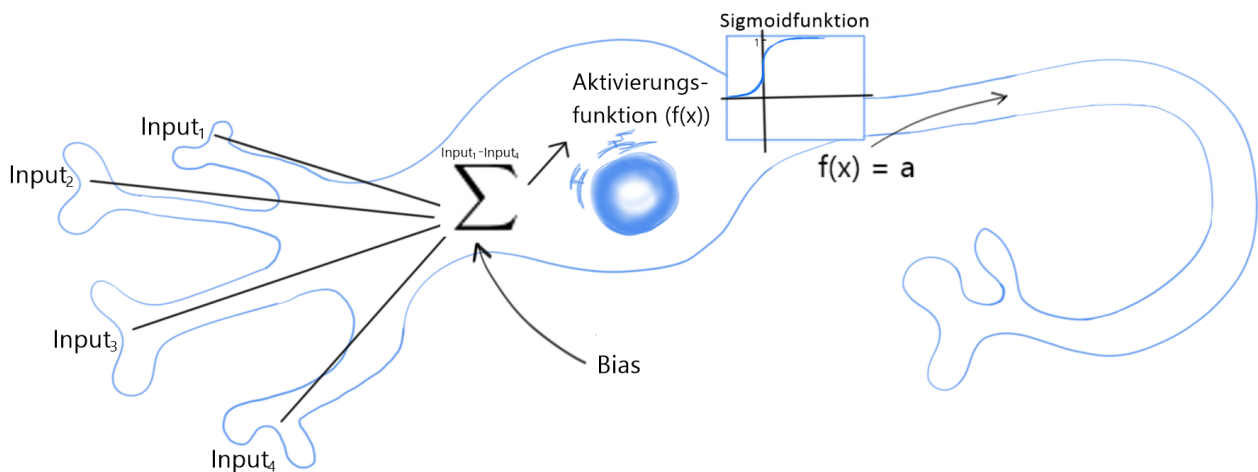 Sigmoidfunktion
1
Aktivierungs-
funktion (f(x))
Input₁
Input₂
Input₁-Input₄
Σ
f(x) = a
Input₃
Bias
Input₄